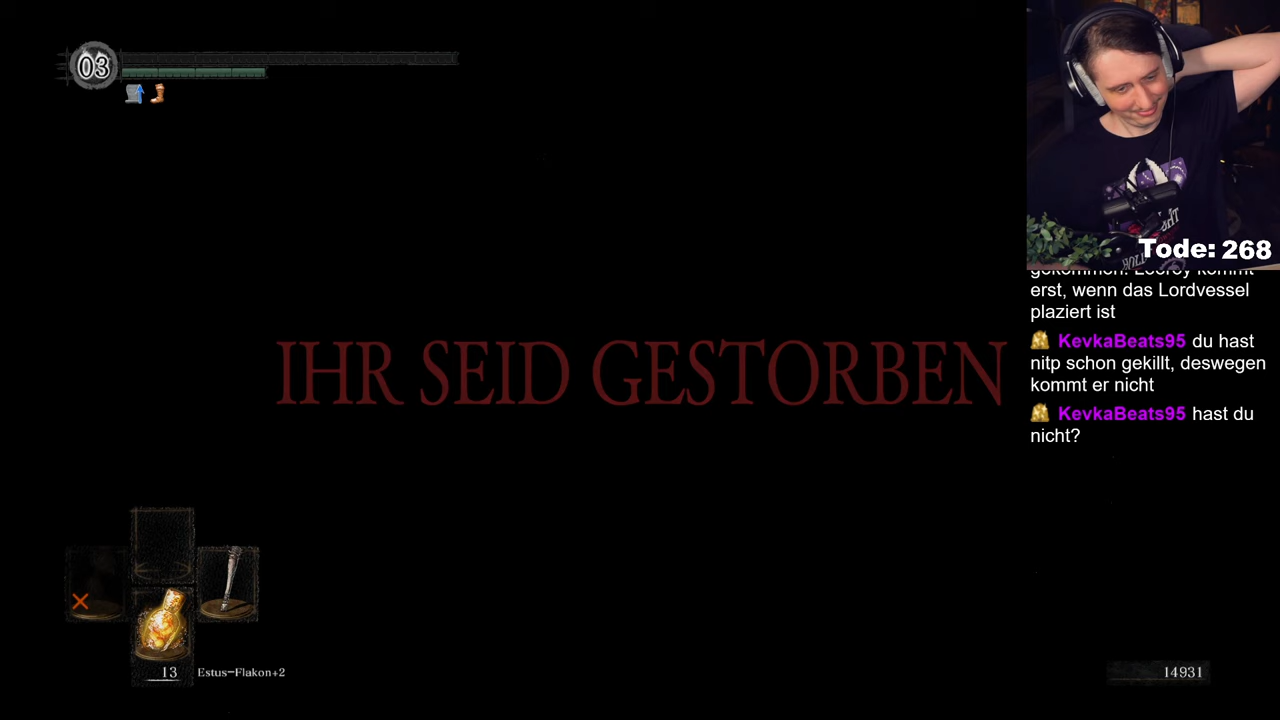 03
Tode: 268
erst, wenn das Lordvessel
plaziert ist
KevkaBeats95 du hast
nitp schon gekillt, deswegen
kommt er nicht
KevkaBeats95 hast du
nicht?
IHR SEID GESTORBEN
13 Estus-Flakon+2
14931